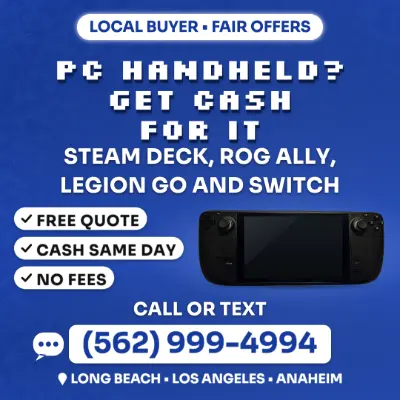 LOCAL BUYER • FAIR OFFERS
PC HANDHELD?
GET CASH
FOR IT
STEAM DECK, ROG ALLY,
LEGION GO AND SWITCH
✓ FREE QUOTE
✓ CASH SAME DAY
✓ NO FEES
CALL OR TEXT
(562) 999-4994
LONG BEACH • LOS ANGELES • ANAHEIM